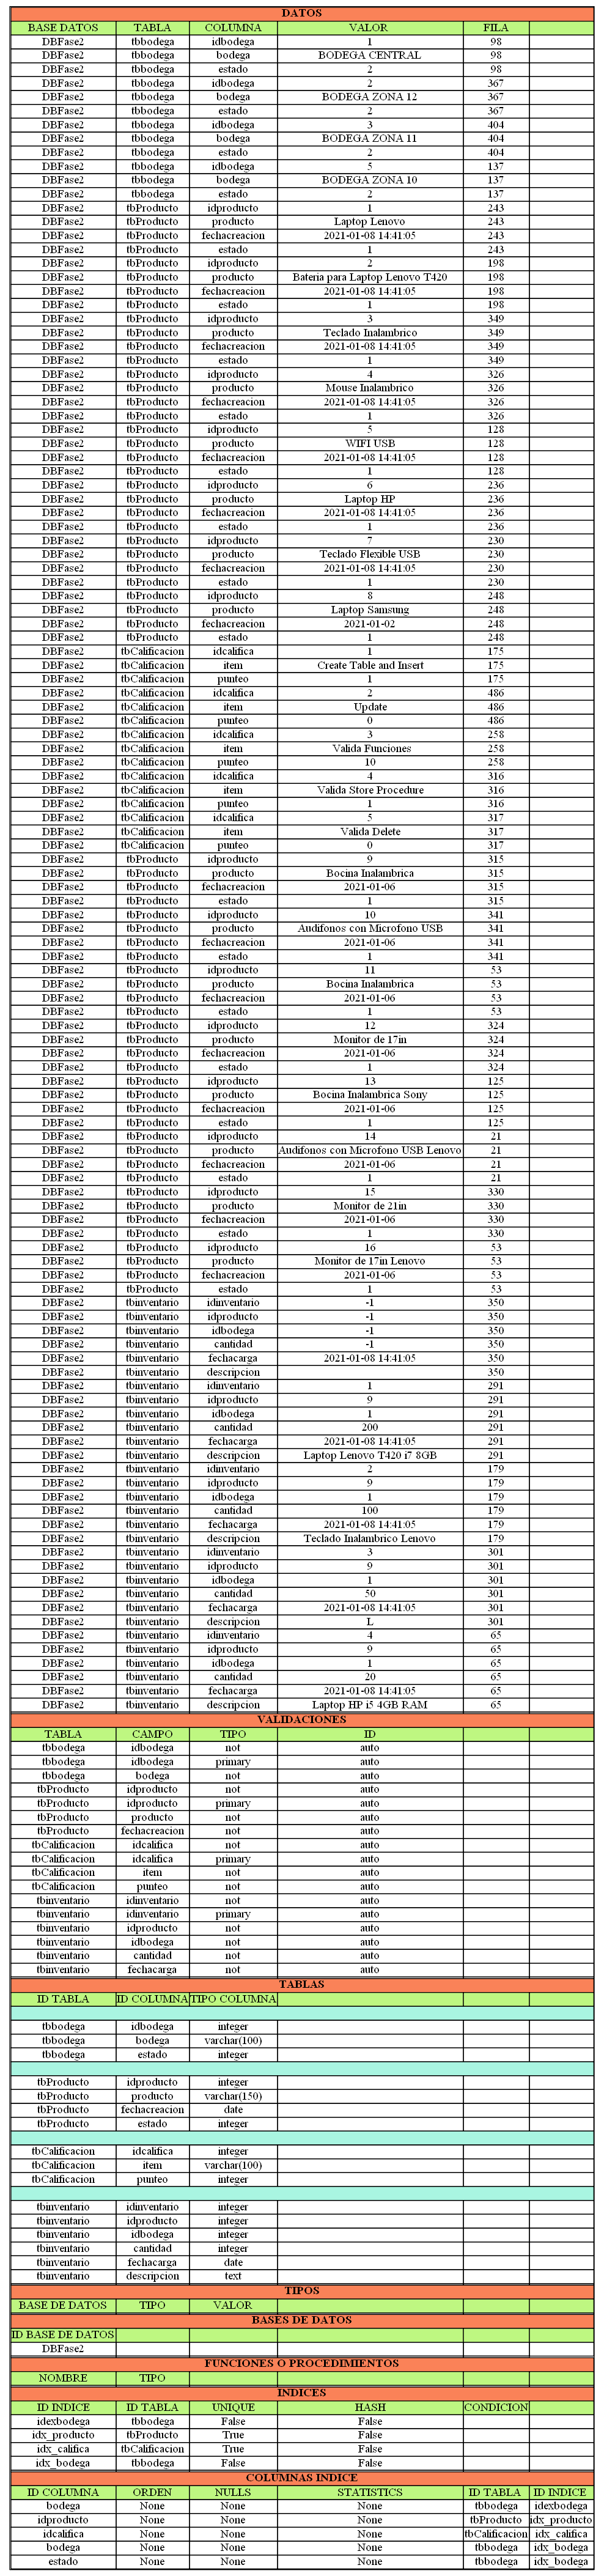 DATOS
BASE DATOS TABLA COLUMNA VALOR FILA
DBFase2 tbbodega idbodega 1 98
DBFase2 tbbodega bodega BODEGA CENTRAL 98
DBFase2 tbbodega estado 2 98
DBFase2 tbbodega idbodega 2 367
DBFase2 tbbodega bodega BODEGA ZONA 12 367
DBFase2 tbbodega estado 2 367
DBFase2 tbbodega idbodega 3 404
DBFase2 tbbodega bodega BODEGA ZONA 11 404
DBFase2 tbbodega estado 2 404
DBFase2 tbbodega idbodega 5 137
DBFase2 tbbodega bodega BODEGA ZONA 10 137
DBFase2 tbbodega estado 2 137
DBFase2 tbProducto idproducto 1 243
DBFase2 tbProducto producto Laptop Lenovo 243
DBFase2 tbProducto fechacreacion 2021-01-08 14:41:05 243
DBFase2 tbProducto estado 1 243
DBFase2 tbProducto idproducto 2 198
DBFase2 tbProducto producto Bateria para Laptop Lenovo T420 198
DBFase2 tbProducto fechacreacion 2021-01-08 14:41:05 198
DBFase2 tbProducto estado 1 198
DBFase2 tbProducto idproducto 3 349
DBFase2 tbProducto producto Teclado Inalambrico 349
DBFase2 tbProducto fechacreacion 2021-01-08 14:41:05 349
DBFase2 tbProducto estado 1 349
DBFase2 tbProducto idproducto 4 326
DBFase2 tbProducto producto Mouse Inalambrico 326
DBFase2 tbProducto fechacreacion 2021-01-08 14:41:05 326
DBFase2 tbProducto estado 1 326
DBFase2 tbProducto idproducto 5 128
DBFase2 tbProducto producto WIFI USB 128
DBFase2 tbProducto fechacreacion 2021-01-08 14:41:05 128
DBFase2 tbProducto estado 1 128
DBFase2 tbProducto idproducto 6 236
DBFase2 tbProducto producto Laptop HP 236
DBFase2 tbProducto fechacreacion 2021-01-08 14:41:05 236
DBFase2 tbProducto estado 1 236
DBFase2 tbProducto idproducto 7 230
DBFase2 tbProducto producto Teclado Flexible USB 230
DBFase2 tbProducto fechacreacion 2021-01-08 14:41:05 230
DBFase2 tbProducto estado 1 230
DBFase2 tbProducto idproducto 8 248
DBFase2 tbProducto producto Laptop Samsung 248
DBFase2 tbProducto fechacreacion 2021-01-02 248
DBFase2 tbProducto estado 1 248
DBFase2 tbCalificacion idcalifica 1 175
DBFase2 tbCalificacion item Create Table and Insert 175
DBFase2 tbCalificacion punteo 1 175
DBFase2 tbCalificacion idcalifica 2 486
DBFase2 tbCalificacion item Update 486
DBFase2 tbCalificacion punteo 0 486
DBFase2 tbCalificacion idcalifica 3 258
DBFase2 tbCalificacion item Valida Funciones 258
DBFase2 tbCalificacion punteo 10 258
DBFase2 tbCalificacion idcalifica 4 316
DBFase2 tbCalificacion item Valida Store Procedure 316
DBFase2 tbCalificacion punteo 1 316
DBFase2 tbCalificacion idcalifica 5 317
DBFase2 tbCalificacion item Valida Delete 317
DBFase2 tbCalificacion punteo 0 317
DBFase2 tbProducto idproducto 9 315
DBFase2 tbProducto producto Bocina Inalambrica 315
DBFase2 tbProducto fechacreacion 2021-01-06 315
DBFase2 tbProducto estado 1 315
DBFase2 tbProducto idproducto 10 341
DBFase2 tbProducto producto Audifonos con Microfono USB 341
DBFase2 tbProducto fechacreacion 2021-01-06 341
DBFase2 tbProducto estado 1 341
DBFase2 tbProducto idproducto 11 53
DBFase2 tbProducto producto Bocina Inalambrica 53
DBFase2 tbProducto fechacreacion 2021-01-06 53
DBFase2 tbProducto estado 1 53
DBFase2 tbProducto idproducto 12 324
DBFase2 tbProducto producto Monitor de 17in 324
DBFase2 tbProducto fechacreacion 2021-01-06 324
DBFase2 tbProducto estado 1 324
DBFase2 tbProducto idproducto 13 125
DBFase2 tbProducto producto Bocina Inalambrica Sony 125
DBFase2 tbProducto fechacreacion 2021-01-06 125
DBFase2 tbProducto estado 1 125
DBFase2 tbProducto idproducto 14 21
DBFase2 tbProducto producto Audifonos con Microfono USB Lenovo 21
DBFase2 tbProducto fechacreacion 2021-01-06 21
DBFase2 tbProducto estado 1 21
DBFase2 tbProducto idproducto 15 330
DBFase2 tbProducto producto Monitor de 21in 330
DBFase2 tbProducto fechacreacion 2021-01-06 330
DBFase2 tbProducto estado 1 330
DBFase2 tbProducto idproducto 16 53
DBFase2 tbProducto producto Monitor de 17in Lenovo 53
DBFase2 tbProducto fechacreacion 2021-01-06 53
DBFase2 tbProducto estado 1 53
DBFase2 tbinventario idinventario -1 350
DBFase2 tbinventario idproducto -1 350
DBFase2 tbinventario idbodega -1 350
DBFase2 tbinventario cantidad -1 350
DBFase2 tbinventario fechacarga 2021-01-08 14:41:05 350
DBFase2 tbinventario descripcion 350
DBFase2 tbinventario idinventario 1 291
DBFase2 tbinventario idproducto 9 291
DBFase2 tbinventario idbodega 1 291
DBFase2 tbinventario cantidad 200 291
DBFase2 tbinventario fechacarga 2021-01-08 14:41:05 291
DBFase2 tbinventario descripcion Laptop Lenovo T420 i7 8GB 291
DBFase2 tbinventario idinventario 2 179
DBFase2 tbinventario idproducto 9 179
DBFase2 tbinventario idbodega 1 179
DBFase2 tbinventario cantidad 100 179
DBFase2 tbinventario fechacarga 2021-01-08 14:41:05 179
DBFase2 tbinventario descripcion Teclado Inalambrico Lenovo 179
DBFase2 tbinventario idinventario 3 301
DBFase2 tbinventario idproducto 9 301
DBFase2 tbinventario idbodega 1 301
DBFase2 tbinventario cantidad 50 301
DBFase2 tbinventario fechacarga 2021-01-08 14:41:05 301
DBFase2 tbinventario descripcion L 301
DBFase2 tbinventario idinventario 4 65
DBFase2 tbinventario idproducto 9 65
DBFase2 tbinventario idbodega 1 65
DBFase2 tbinventario cantidad 20 65
DBFase2 tbinventario fechacarga 2021-01-08 14:41:05 65
DBFase2 tbinventario descripcion Laptop HP i5 4GB RAM 65
VALIDACIONES
TABLA CAMPO TIPO ID
tbbodega idbodega not auto
tbbodega idbodega primary auto
tbbodega bodega not auto
tbProducto idproducto not auto
tbProducto idproducto primary auto
tbProducto producto not auto
tbProducto fechacreacion not auto
tbCalificacion idcalifica not auto
tbCalificacion idcalifica primary auto
tbCalificacion item not auto
tbCalificacion punteo not auto
tbinventario idinventario not auto
tbinventario idinventario primary auto
tbinventario idproducto not auto
tbinventario idbodega not auto
tbinventario cantidad not auto
tbinventario fechacarga not auto
TABLAS
ID TABLA ID COLUMNA TIPO COLUMNA
tbbodega idbodega integer
tbbodega bodega varchar(100)
tbbodega estado integer
tbProducto idproducto integer
tbProducto producto varchar(150)
tbProducto fechacreacion date
tbProducto estado integer
tbCalificacion idcalifica integer
tbCalificacion item varchar(100)
tbCalificacion punteo integer
tbinventario idinventario integer
tbinventario idproducto integer
tbinventario idbodega integer
tbinventario cantidad integer
tbinventario fechacarga date
tbinventario descripcion text
TIPOS
BASE DE DATOS TIPO VALOR
BASES DE DATOS
ID BASE DE DATOS
DBFase2
FUNCIONES O PROCEDIMIENTOS
NOMBRE TIPO
INDICES
ID INDICE ID TABLA UNIQUE HASH CONDICION
idexbodega tbbodega False False
idx_producto tbProducto True False
idx_califica tbCalificacion True False
idx_bodega tbbodega False False
COLUMNAS INDICE
ID COLUMNA ORDEN NULLS STATISTICS ID TABLA ID INDICE
bodega None None None tbbodega idexbodega
idproducto None None None tbProducto idx_producto
idcalifica None None None tbCalificacion idx_califica
bodega None None None tbbodega idx_bodega
estado None None None tbbodega idx_bodega